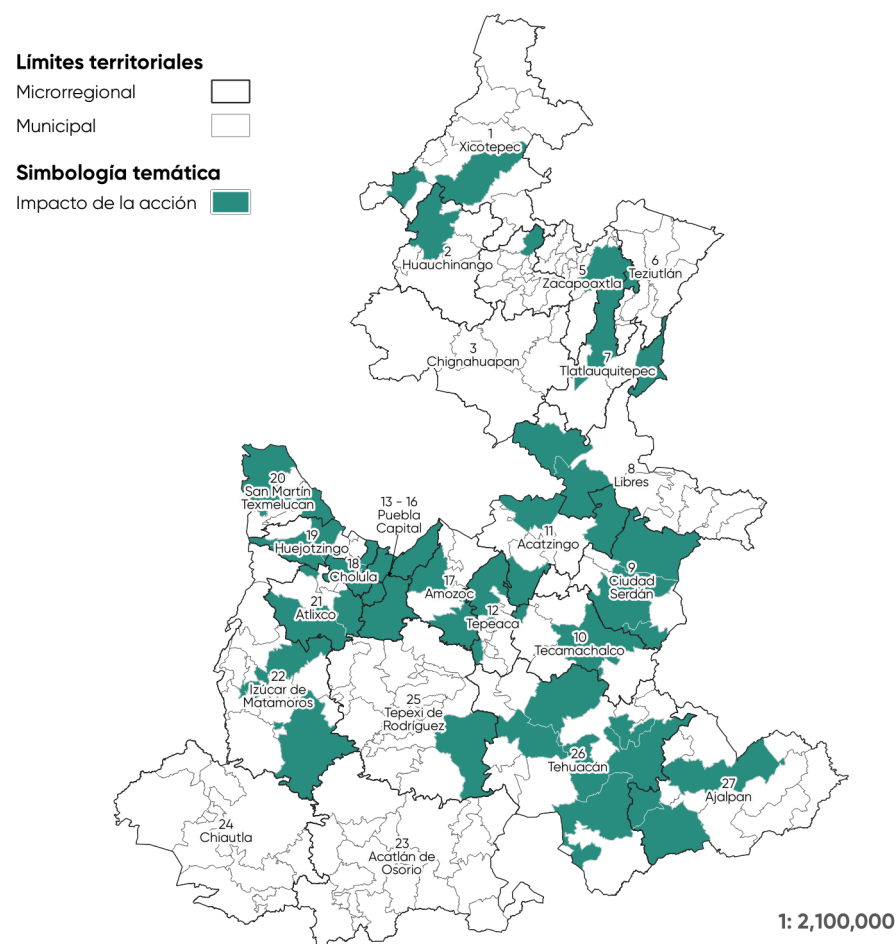 Límites territoriales
Microrregional
Municipal
Simbología temática
Impacto de la acción
1
Xicotepec
2
Huauchinango
3
Chignahuapan
5
Zacapoaxtla
6
Teziutlán
7
Tlatlauquitepec
8
Libres
20
San Martín
Texmelucan
13 - 16
Puebla
Capital
19
Huejotzingo
18
Cholula
11
Acatzingo
9
Ciudad
Serdán
17
Amozoc
21
Atlixco
12
Tepeaca
10
Tecamachalco
22
Izúcar de
Matamoros
25
Tepexi de
Rodríguez
26
Tehuacán
27
Ajalpan
24
Chiautla
23
Acatlán de
Osorio
1: 2,100,000